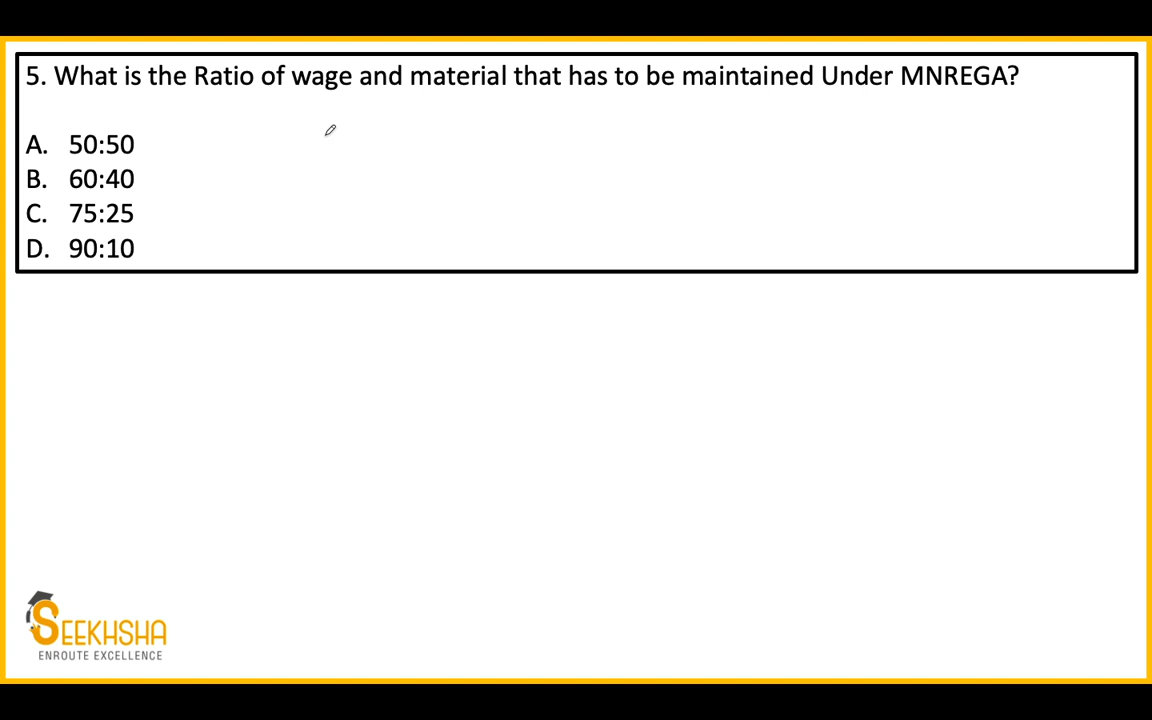 5. What is the Ratio of wage and material that has to be maintained Under MNREGA?
A. 50:50
B. 60:40
C. 75:25
D. 90:10
SEEKHSHA
ENROUTE EXCELLENCE